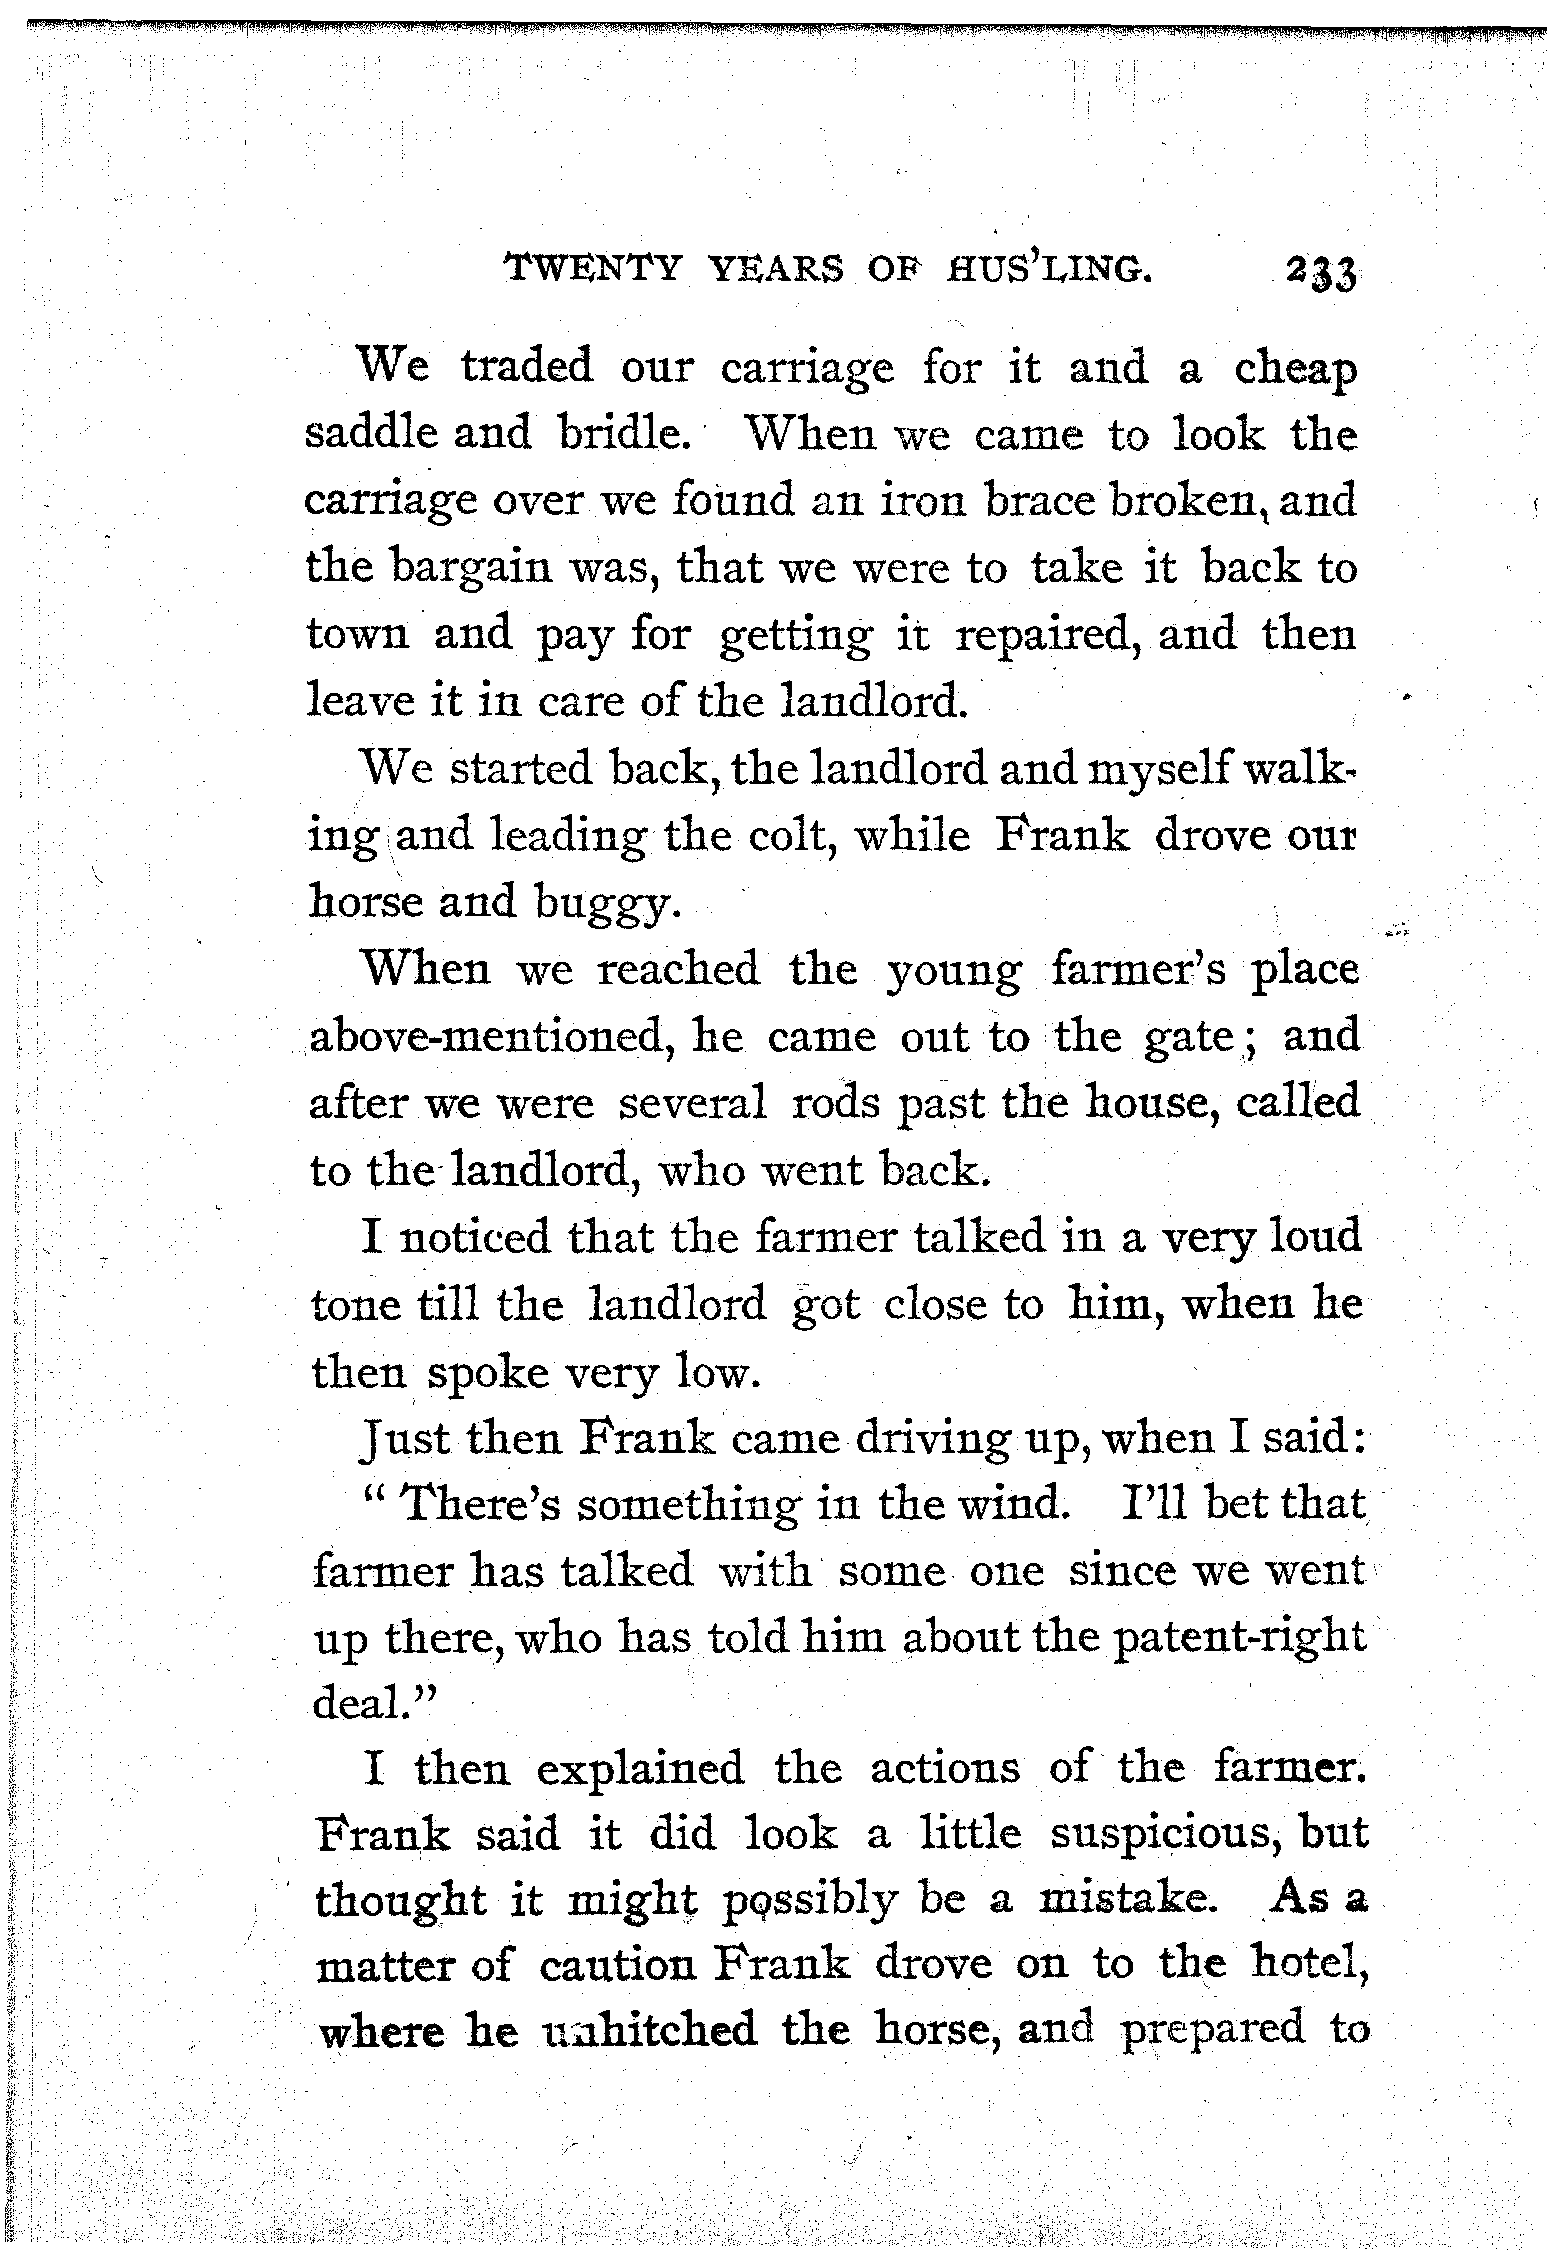 TWENTY YEARS OF HUS'LING. 233
We traded our carriage for it and a cheap
saddle and bridle. When we came to look the
carriage over we found an iron brace broken, and
the bargain was, that we were to take it back to
town and pay for getting it repaired, and then
leave it in care of the landlord.
We started back, the landlord and myself walk-
ing and leading the colt, while Frank drove our
horse and buggy.
When we reached the young farmer's place
above-mentioned, he came out to the gate; and
after we were several rods past the house, called
to the landlord, who went back.
I noticed that the farmer talked in a very loud
tone till the landlord got close to him, when he
then spoke very low.
Just then Frank came driving up, when I said:
"There's something in the wind. I'll bet that
farmer has talked with some one since we went
up there, who has told him about the patent-right
deal."
I then explained the actions of the farmer.
Frank said it did look a little suspicious, but
thought it might possibly be a mistake. As a
matter of caution Frank drove on to the hotel,
where he unhitched the horse, and prepared to